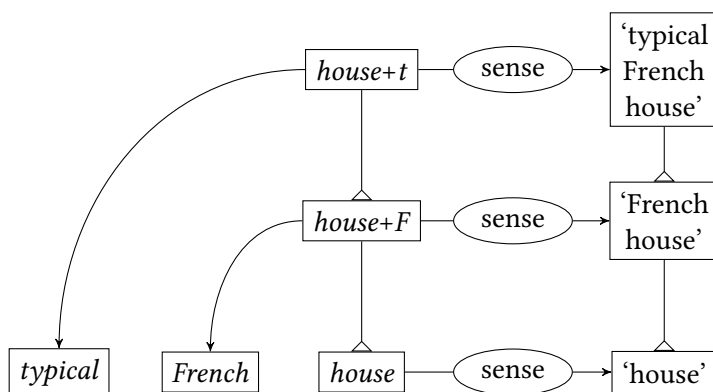 house+t
sense
‘typical
French
house’
house+F
sense
‘French
house’
typical
French
house
sense
‘house’